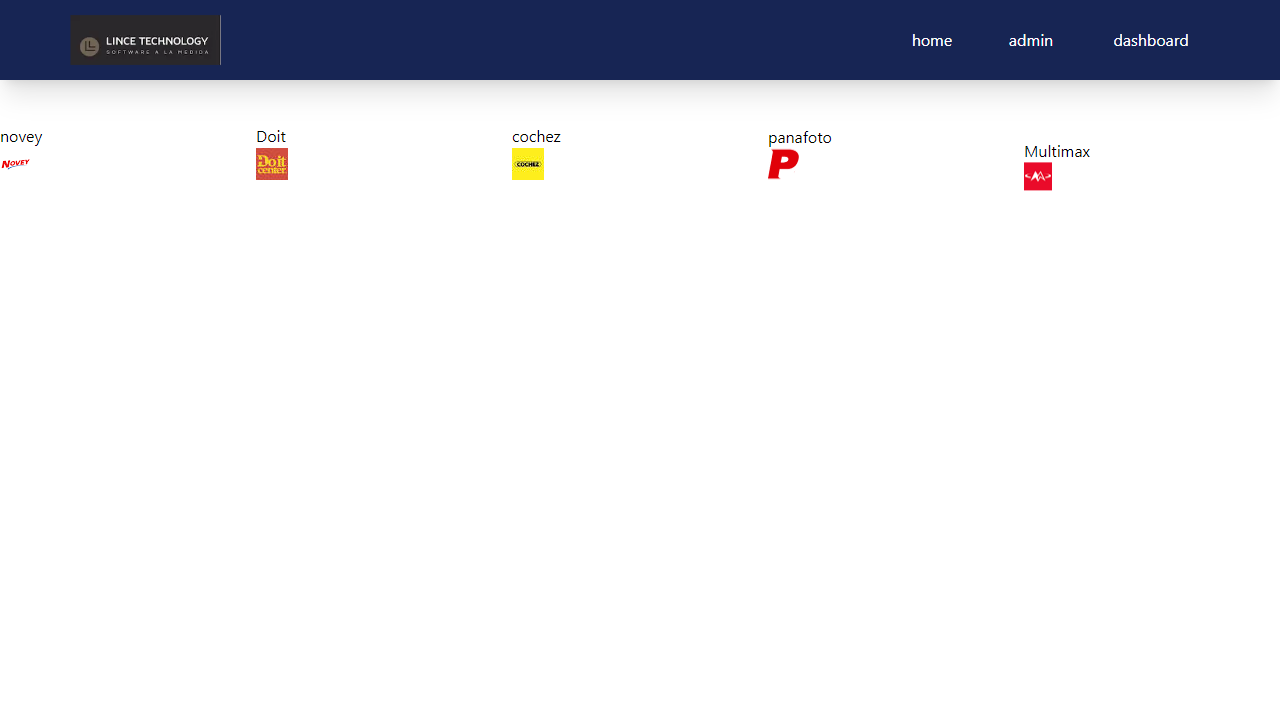 LINCE TECHNOLOGY
SOFTWARE A LA MEDIDA
home
admin
dashboard
novey
NOVEY
Doit
Do it
center
cochez
COCHEZ
panafoto
P
Multimax